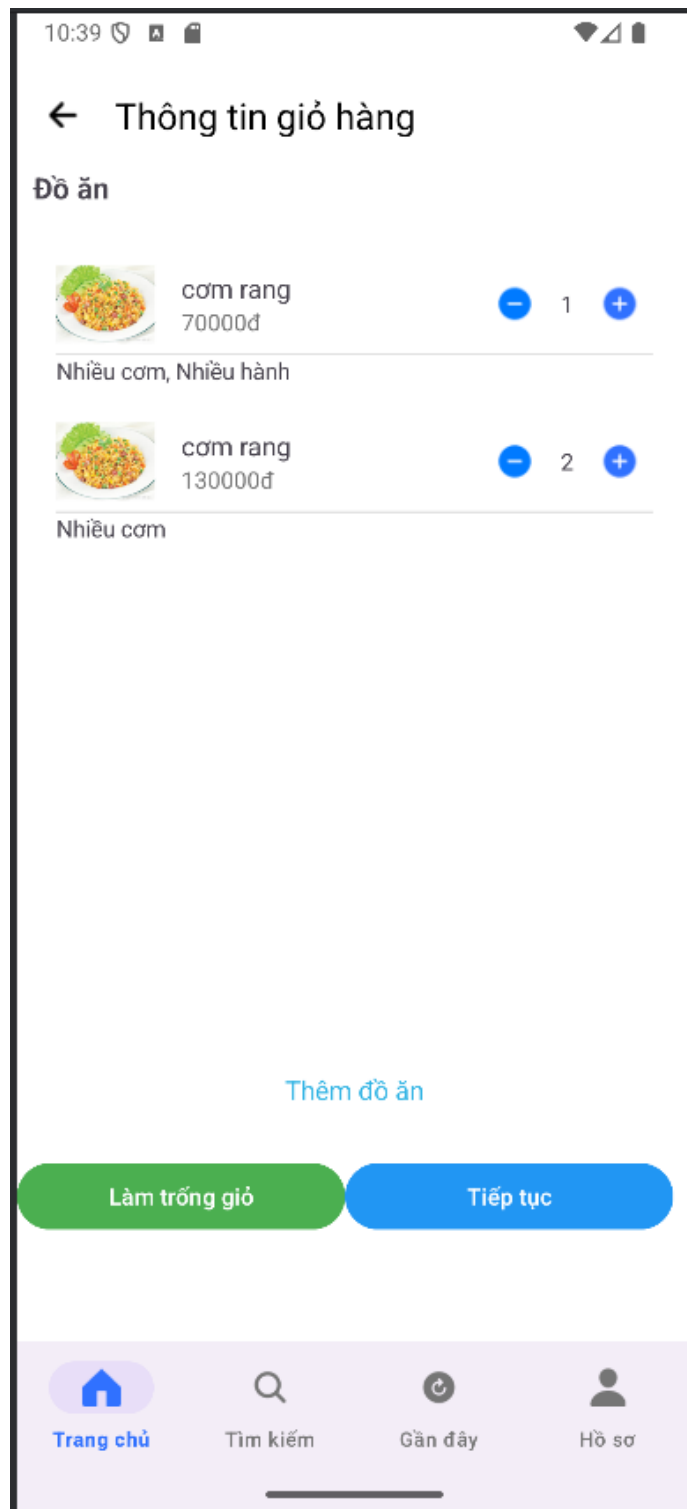 10:39
Thông tin giỏ hàng
Đồ ăn
cơm rang
70000đ
1
Nhiều cơm, Nhiều hành
cơm rang
130000đ
2
Nhiều cơm
Thêm đồ ăn
Làm trống giỏ
Tiếp tục
Trang chủ
Tìm kiếm
Gần đây
Hồ sơ